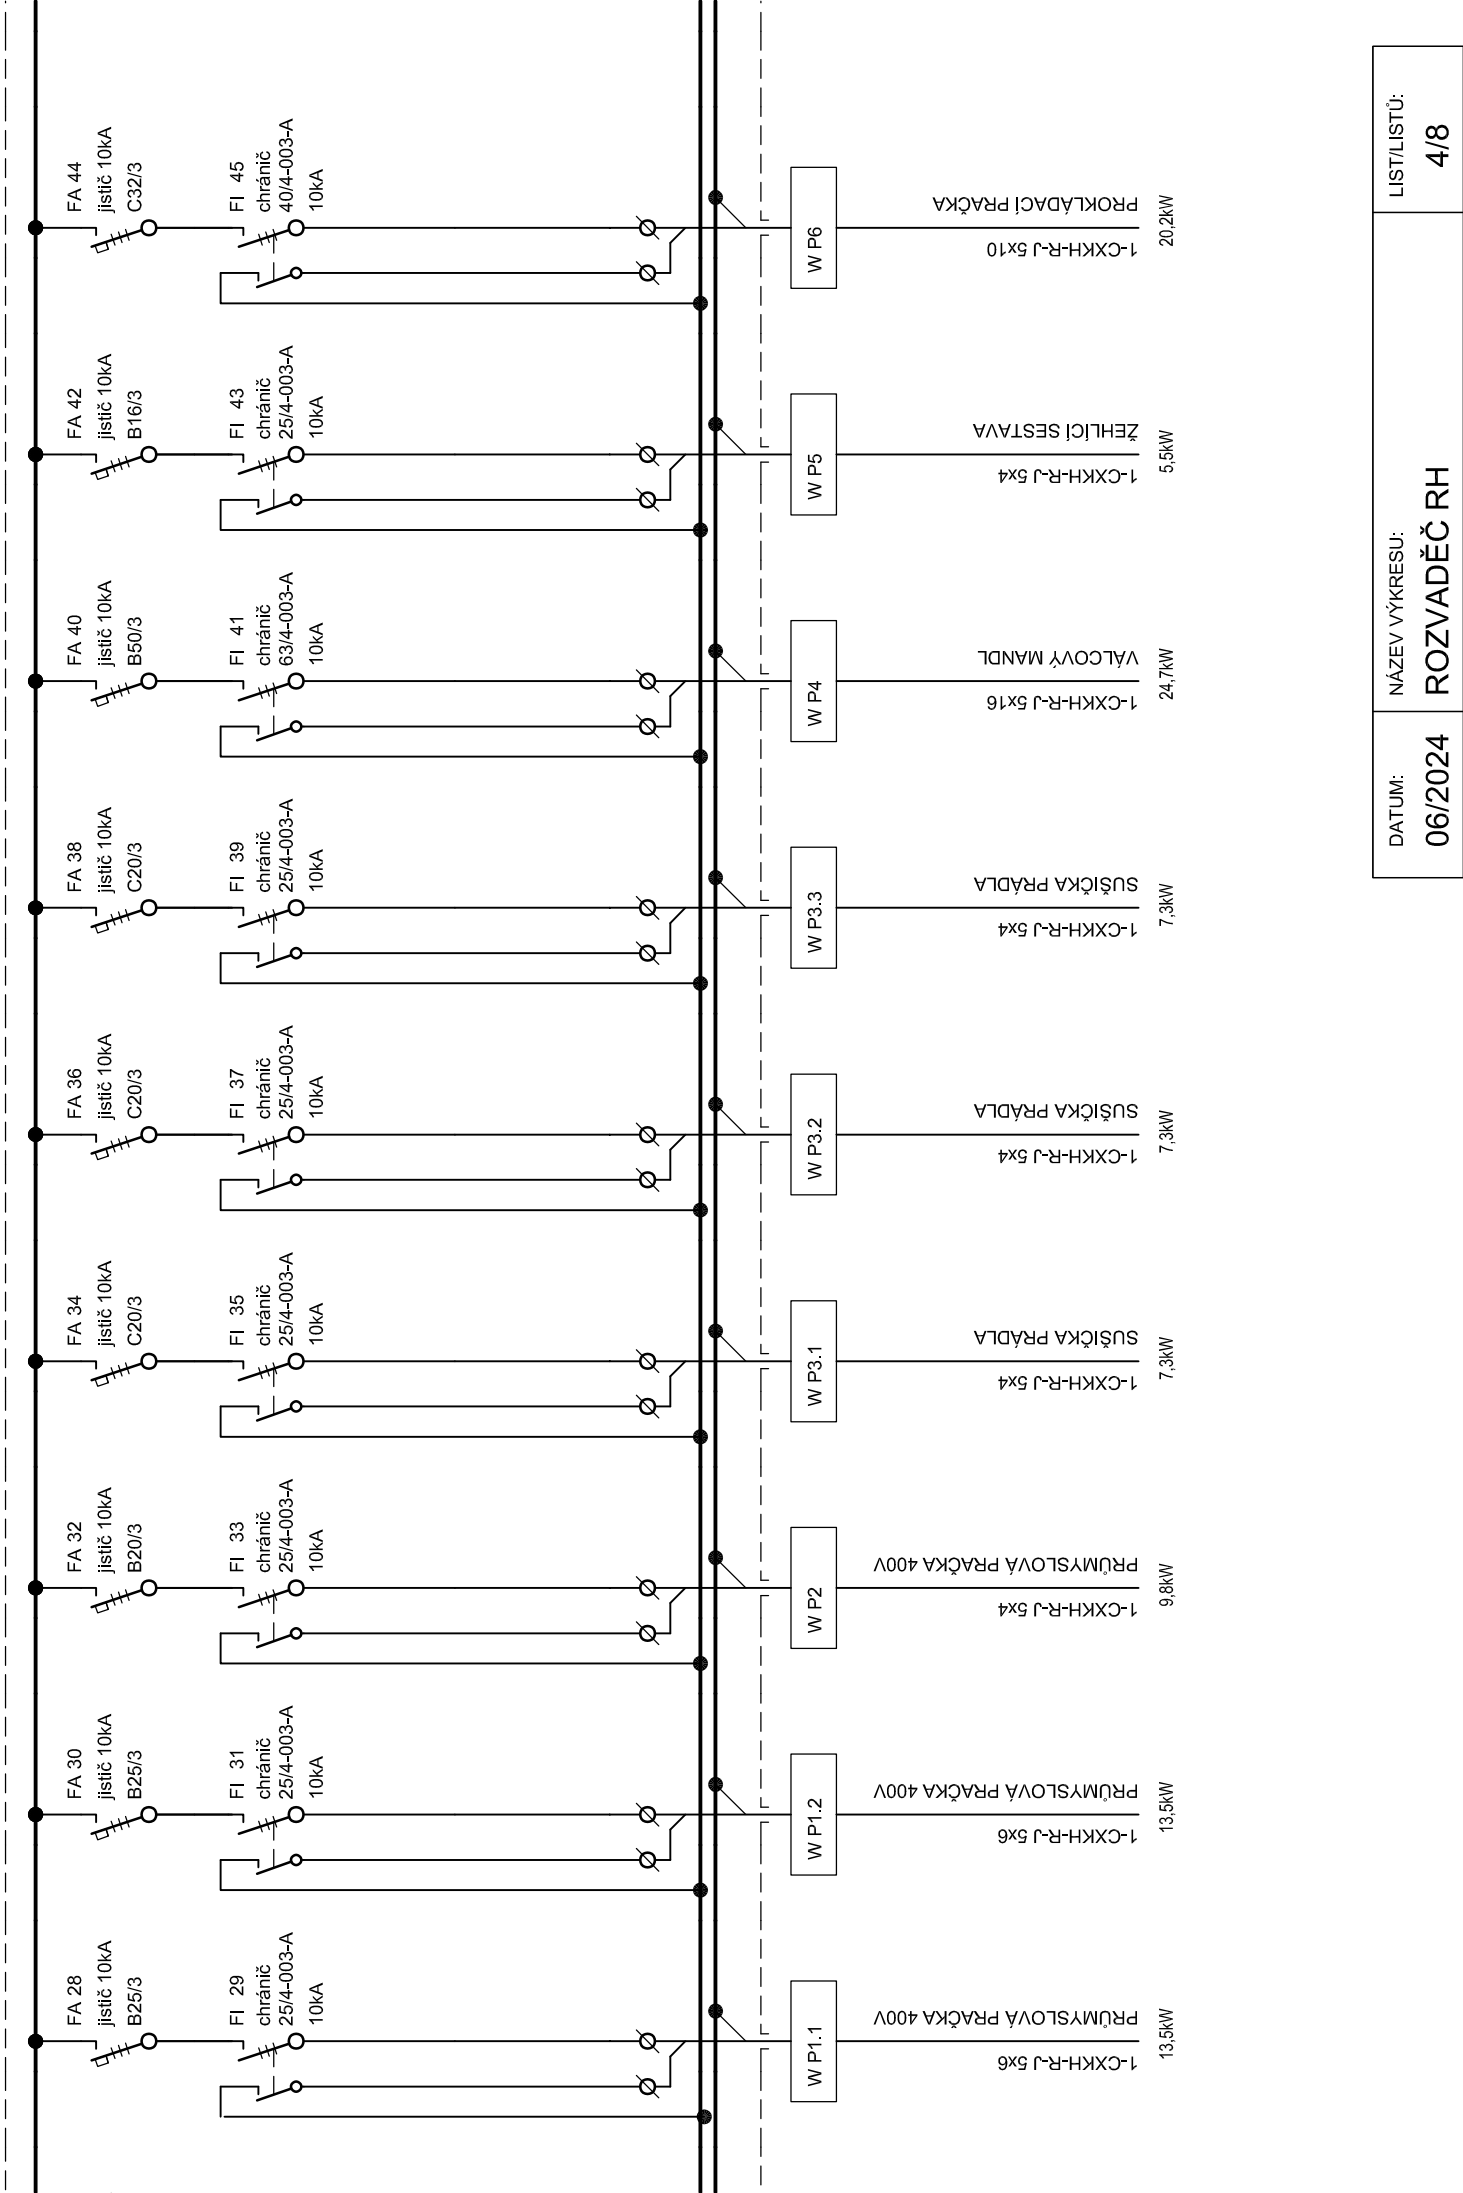 FA 28
jistič 10kA
B25/3
FI 29
chránič
25/4-003-A
10kA
W P1.1
PRŮMYSLOVÁ PRAČKA 400V
1-CXKH-R-J 5x6
13,5kW
FA 30
jistič 10kA
B25/3
FI 31
chránič
25/4-003-A
10kA
W P1.2
PRŮMYSLOVÁ PRAČKA 400V
1-CXKH-R-J 5x6
13,5kW
FA 32
jistič 10kA
B20/3
FI 33
chránič
25/4-003-A
10kA
W P2
PRŮMYSLOVÁ PRAČKA 400V
1-CXKH-R-J 5x4
9,8kW
FA 34
jistič 10kA
C20/3
FI 35
chránič
25/4-003-A
10kA
W P3.1
SUŠIČKA PRÁDLA
1-CXKH-R-J 5x4
7,3kW
FA 36
jistič 10kA
C20/3
FI 37
chránič
25/4-003-A
10kA
W P3.2
SUŠIČKA PRÁDLA
1-CXKH-R-J 5x4
7,3kW
FA 38
jistič 10kA
C20/3
FI 39
chránič
25/4-003-A
10kA
W P3.3
SUŠIČKA PRÁDLA
1-CXKH-R-J 5x4
7,3kW
FA 40
jistič 10kA
B50/3
FI 41
chránič
63/4-003-A
10kA
W P4
VÁLCOVÝ MANDL
1-CXKH-R-J 5x16
24,7kW
FA 42
jistič 10kA
B16/3
FI 43
chránič
25/4-003-A
10kA
W P5
ŽEHLÍCÍ SESTAVA
1-CXKH-R-J 5x4
5,5kW
FA 44
jistič 10kA
C32/3
FI 45
chránič
40/4-003-A
10kA
W P6
PROKLÁDACÍ PRAČKA
1-CXKH-R-J 5x10
20,2kW
DATUM:
06/2024
NÁZEV VÝKRESU:
ROZVADĚČ RH
LIST/LISTŮ:
4/8